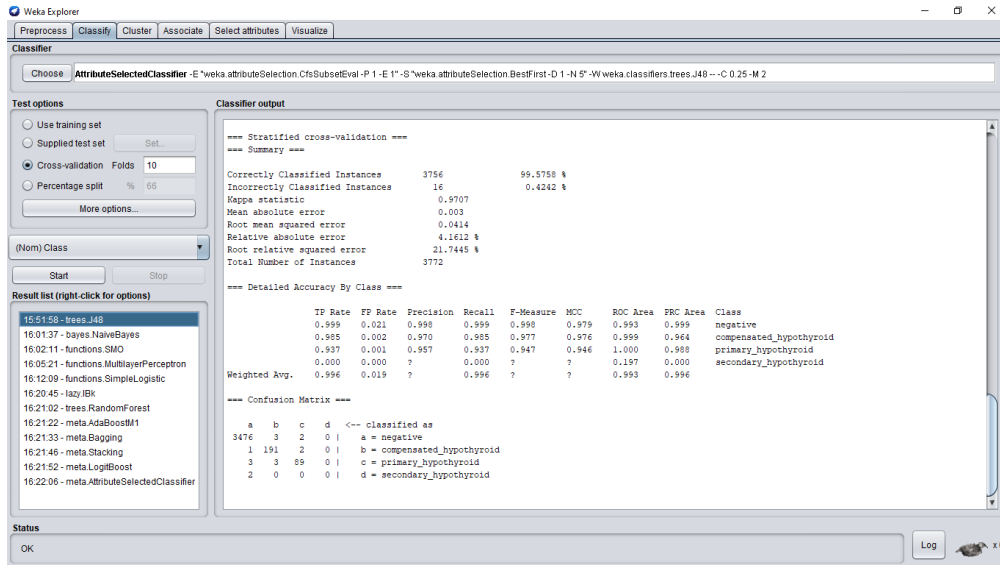 Weka Explorer
Preprocess Classify Cluster Associate Select attributes Visualize
Classifier
Choose AttributeSelectedClassifier -E "weka.attributeSelection.CfsSubsetEval -P 1 -E 1" -S "weka.attributeSelection.BestFirst -D 1 -N 5" -W weka.classifiers.trees.J48 -- -C 0.25 -M 2
Test options
Use training set
Supplied test set Set...
Cross-validation Folds 10
Percentage split % 66
More options...
(Nom) Class
Start Stop
Result list (right-click for options)
15:51:58 - trees.J48
16:01:37 - bayes.NaiveBayes
16:02:11 - functions.SMO
16:05:21 - functions.MultilayerPerceptron
16:12:09 - functions.SimpleLogistic
16:20:45 - lazy.IBk
16:21:02 - trees.RandomForest
16:21:22 - meta.AdaBoostM1
16:21:33 - meta.Bagging
16:21:46 - meta.Stacking
16:21:52 - meta.LogitBoost
16:22:06 - meta.AttributeSelectedClassifier
Classifier output
=== Stratified cross-validation ===
=== Summary ===
Correctly Classified Instances 3756 99.5758 %
Incorrectly Classified Instances 16 0.4242 %
Kappa statistic 0.9707
Mean absolute error 0.003
Root mean squared error 0.0414
Relative absolute error 4.1612 %
Root relative squared error 21.7445 %
Total Number of Instances 3772
=== Detailed Accuracy By Class ===
TP Rate FP Rate Precision Recall F-Measure MCC ROC Area PRC Area Class
0.999 0.021 0.998 0.999 0.998 0.979 0.993 0.999 negative
0.985 0.002 0.970 0.985 0.977 0.976 0.999 0.964 compensated_hypothyroid
0.937 0.001 0.957 0.937 0.947 0.946 1.000 0.988 primary_hypothyroid
0.000 0.000 ? 0.000 ? ? 0.197 0.000 secondary_hypothyroid
Weighted Avg. 0.996 0.019 ? 0.996 ? ? 0.993 0.996
=== Confusion Matrix ===
a b c d <-- classified as
3476 3 2 0 | a = negative
1 191 2 0 | b = compensated_hypothyroid
3 3 89 0 | c = primary_hypothyroid
2 0 0 0 | d = secondary_hypothyroid
Status
OK
Log